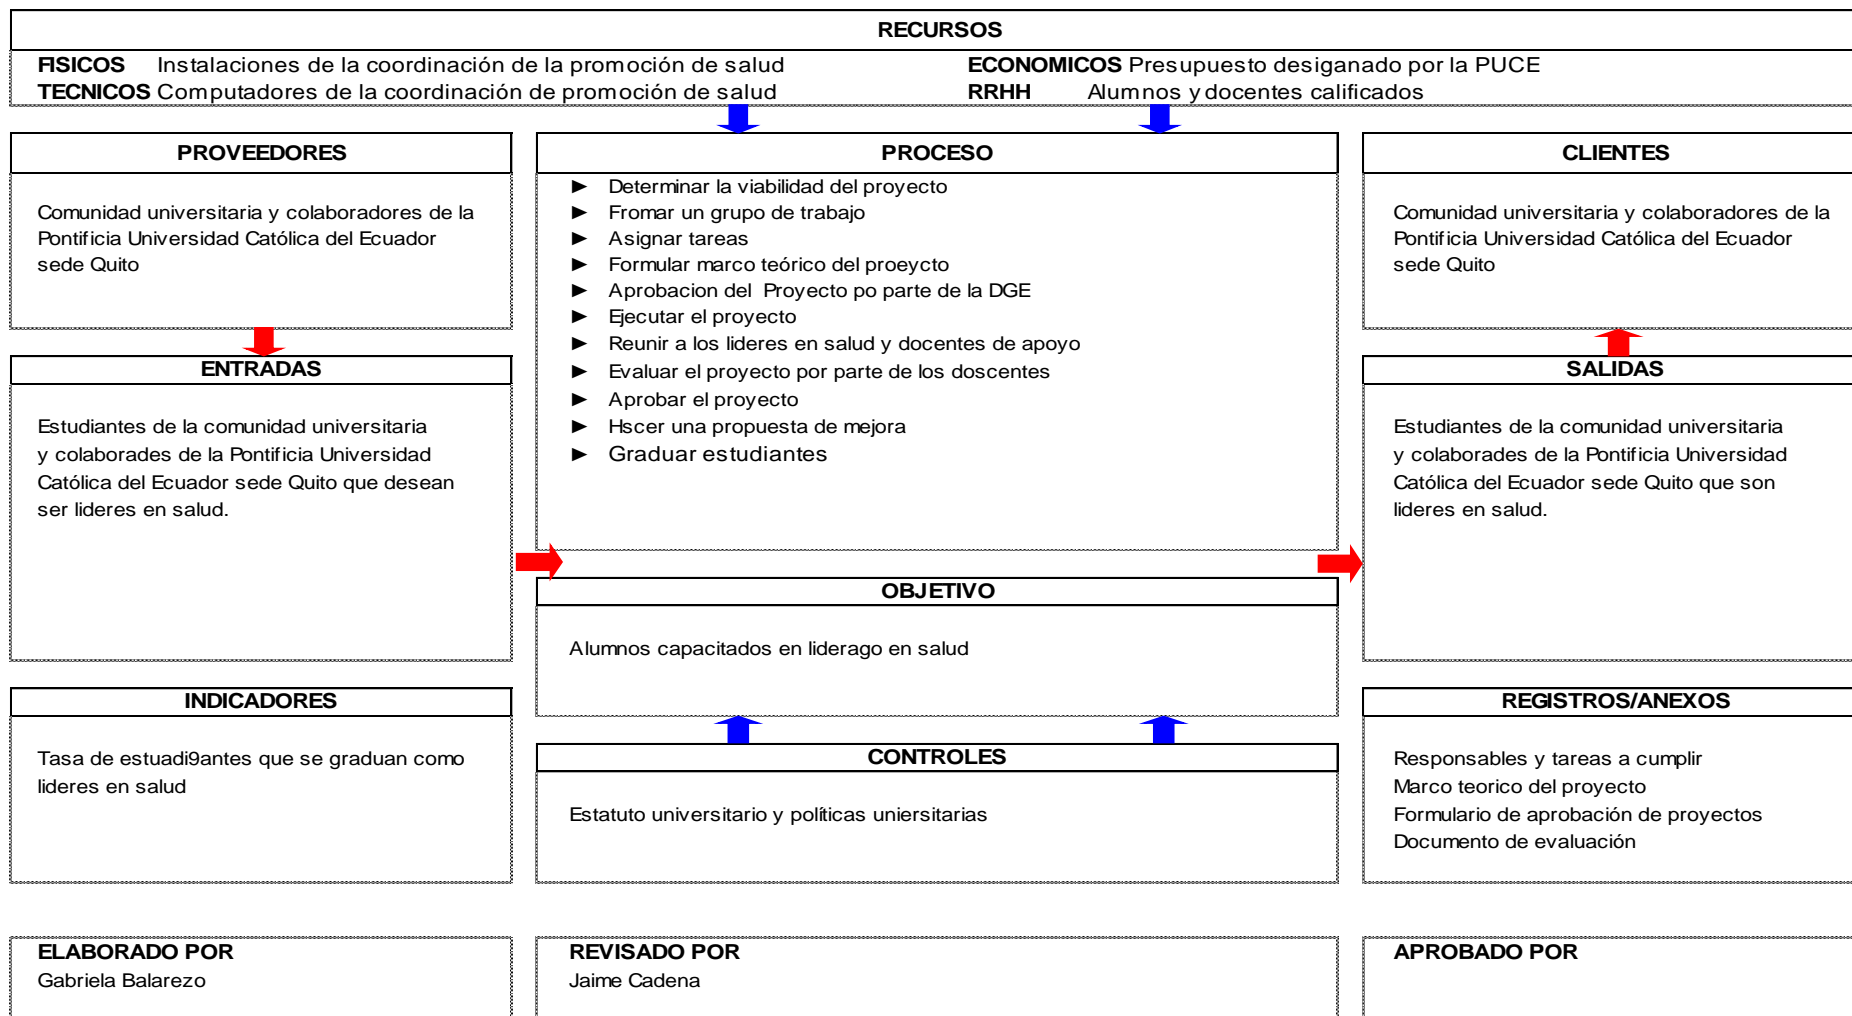 RECURSOS
FISICOS Instalaciones de la coordinación de la promoción de salud
TECNICOS Computadores de la coordinación de promoción de salud
ECONOMICOS Presupuesto desiganado por la PUCE
RRHH Alumnos y docentes calificados
PROVEEDORES
Comunidad universitaria y colaboradores de la
Pontificia Universidad Católica del Ecuador
sede Quito
ENTRADAS
Estudiantes de la comunidad universitaria
y colaborades de la Pontificia Universidad
Católica del Ecuador sede Quito que desean
ser lideres en salud.
INDICADORES
Tasa de estuadi9antes que se graduan como
lideres en salud
PROCESO
► Determinar la viabilidad del proyecto
► Fromar un grupo de trabajo
► Asignar tareas
► Formular marco teórico del proeycto
► Aprobacion del Proyecto po parte de la DGE
► Ejecutar el proyecto
► Reunir a los lideres en salud y docentes de apoyo
► Evaluar el proyecto por parte de los doscentes
► Aprobar el proyecto
► Hscer una propuesta de mejora
► Graduar estudiantes
OBJETIVO
Alumnos capacitados en liderago en salud
CONTROLES
Estatuto universitario y políticas uniersitarias
CLIENTES
Comunidad universitaria y colaboradores de la
Pontificia Universidad Católica del Ecuador
sede Quito
SALIDAS
Estudiantes de la comunidad universitaria
y colaborades de la Pontificia Universidad
Católica del Ecuador sede Quito que son
lideres en salud.
REGISTROS/ANEXOS
Responsables y tareas a cumplir
Marco teorico del proyecto
Formulario de aprobación de proyectos
Documento de evaluación
ELABORADO POR
Gabriela Balarezo
REVISADO POR
Jaime Cadena
APROBADO POR